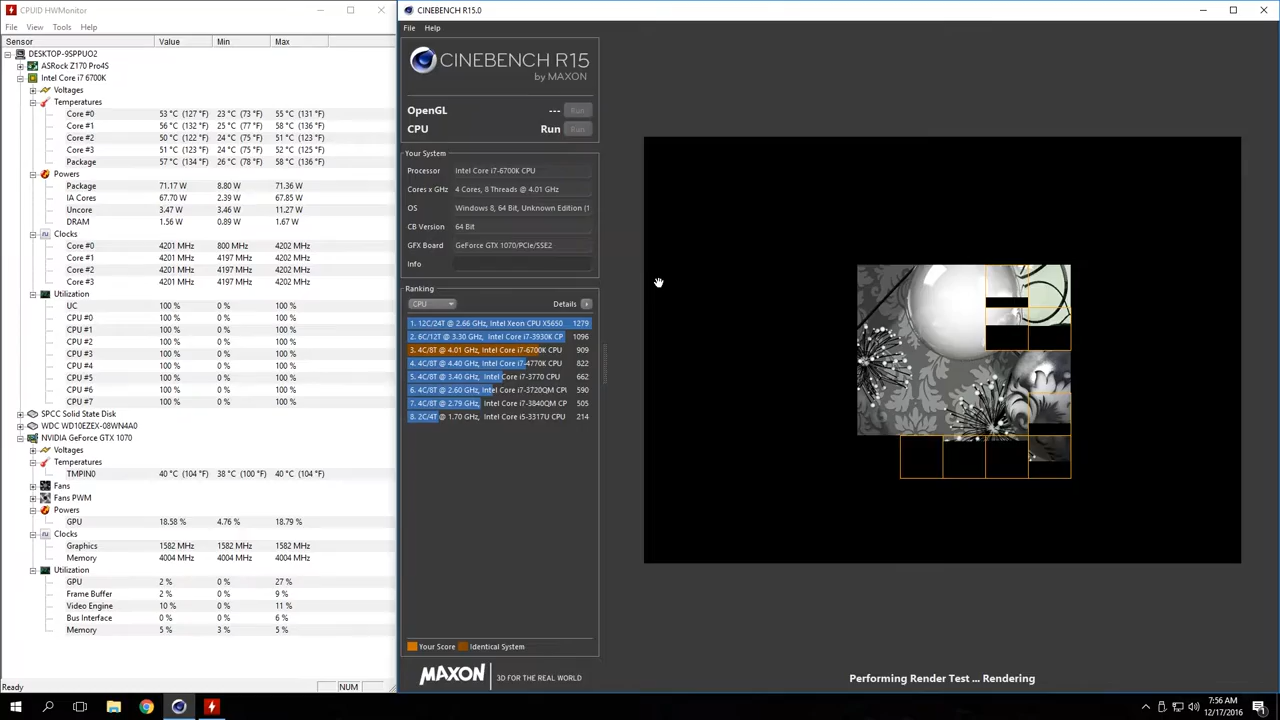 CPUID HWMonitor
File View Tools Help
Sensor Value Min Max
DESKTOP-9SPPUO2
ASRock Z170 Pro4S
Intel Core i7 6700K
Voltages
Temperatures
Core #0 53 °C (127 °F) 23 °C (73 °F) 55 °C (131 °F)
Core #1 56 °C (132 °F) 25 °C (77 °F) 58 °C (136 °F)
Core #2 50 °C (122 °F) 24 °C (75 °F) 51 °C (123 °F)
Core #3 51 °C (123 °F) 24 °C (75 °F) 52 °C (125 °F)
Package 57 °C (134 °F) 26 °C (78 °F) 58 °C (136 °F)
Powers
Package 71.17 W 8.80 W 71.36 W
IA Cores 67.70 W 2.39 W 67.85 W
Uncore 3.47 W 3.46 W 11.27 W
DRAM 1.56 W 0.89 W 1.67 W
Clocks
Core #0 4201 MHz 800 MHz 4202 MHz
Core #1 4201 MHz 4197 MHz 4202 MHz
Core #2 4201 MHz 4197 MHz 4202 MHz
Core #3 4201 MHz 4197 MHz 4202 MHz
Utilization
UC 100 % 0 % 100 %
CPU #0 100 % 0 % 100 %
CPU #1 100 % 0 % 100 %
CPU #2 100 % 0 % 100 %
CPU #3 100 % 0 % 100 %
CPU #4 100 % 0 % 100 %
CPU #5 100 % 0 % 100 %
CPU #6 100 % 0 % 100 %
CPU #7 100 % 0 % 100 %
SPCC Solid State Disk
WDC WD10EZEX-08WN4A0
NVIDIA GeForce GTX 1070
Voltages
Temperatures
TMPIN0 40 °C (104 °F) 38 °C (100 °F) 40 °C (104 °F)
Fans
Fans PWM
Powers
GPU 18.58 % 4.76 % 18.79 %
Clocks
Graphics 1582 MHz 1582 MHz 1582 MHz
Memory 4004 MHz 4004 MHz 4004 MHz
Utilization
GPU 2 % 0 % 27 %
Frame Buffer 2 % 0 % 9 %
Video Engine 10 % 0 % 11 %
Bus Interface 0 % 0 % 6 %
Memory 5 % 3 % 5 %
Ready NUM
CINEBENCH R15.0
File Help
CINEBENCH R15
by MAXON
OpenGL --- Run
CPU Run Run
Your System
Processor Intel Core i7-6700K CPU
Cores x GHz 4 Cores, 8 Threads @ 4.01 GHz
OS Windows 8, 64 Bit, Unknown Edition (1
CB Version 64 Bit
GFX Board GeForce GTX 1070/PCIe/SSE2
Info
Ranking
CPU Details
1. 12C/24T @ 2.66 GHz, Intel Xeon CPU X5650 1279
2. 6C/12T @ 3.30 GHz, Intel Core i7-3930K CP 1096
3. 4C/8T @ 4.01 GHz, Intel Core i7-6700K CPU 909
4. 4C/8T @ 4.40 GHz, Intel Core i7-4770K CPU 822
5. 4C/8T @ 3.40 GHz, Intel Core i7-3770 CPU 662
6. 4C/8T @ 2.60 GHz, Intel Core i7-3720QM CPU 590
7. 4C/8T @ 2.79 GHz, Intel Core i7-3840QM CPU 505
8. 2C/4T @ 1.70 GHz, Intel Core i5-3317U CPU 214
Your Score Identical System
MAXON 3D FOR THE REAL WORLD
Performing Render Test ... Rendering
7:56 AM
12/17/2016
1